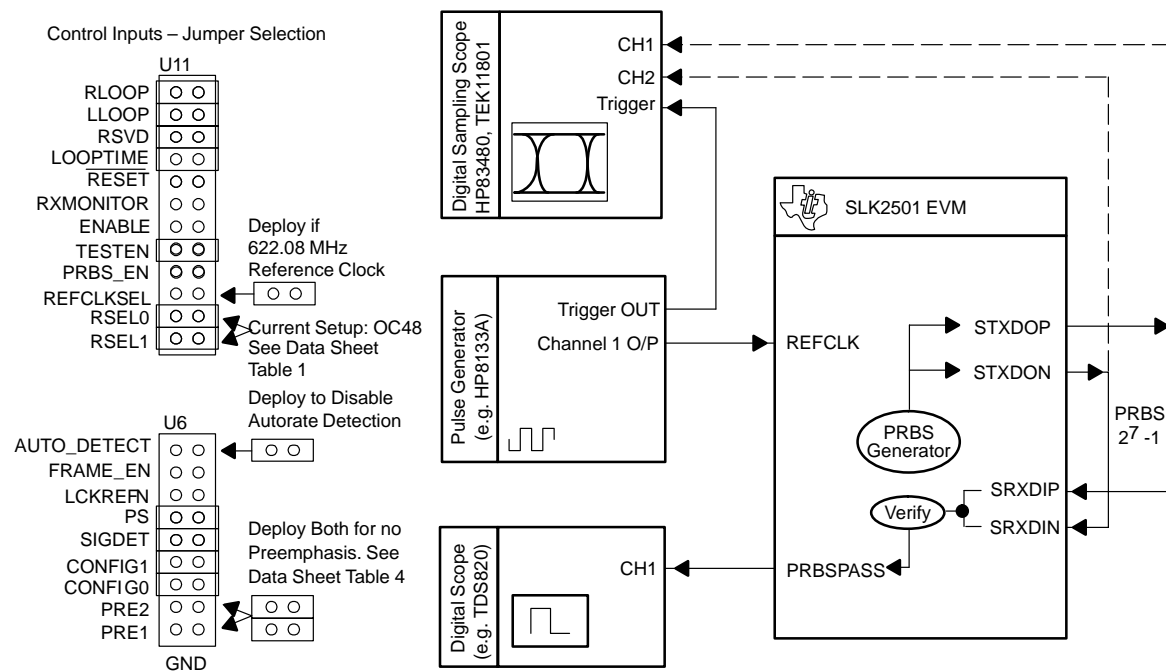 Control Inputs – Jumper Selection
U11
RLOOP
LLOOP
RSVD
LOOPTIME
RESET
RXMONITOR
ENABLE
TESTEN
PRBS_EN
REFCLKSEL
RSEL0
RSEL1
Deploy if
622.08 MHz
Reference Clock
Current Setup: OC48
See Data Sheet
Table 1
Deploy to Disable
Autorate Detection
U6
AUTO_DETECT
FRAME_EN
LCKREFN
PS
SIGDET
CONFIG1
CONFIG0
PRE2
PRE1
GND
Deploy Both for no
Preemphasis. See
Data Sheet Table 4
Digital Sampling Scope
HP83480, TEK11801
CH1
CH2
Trigger
Pulse Generator
(e.g. HP8133A)
Trigger OUT
Channel 1 O/P
Digital Scope
(e.g. TDS820)
CH1
SLK2501 EVM
REFCLK
STXDOP
STXDON
PRBS
Generator
Verify
SRXDIP
SRXDIN
PRBSPASS
PRBS
2⁷ -1